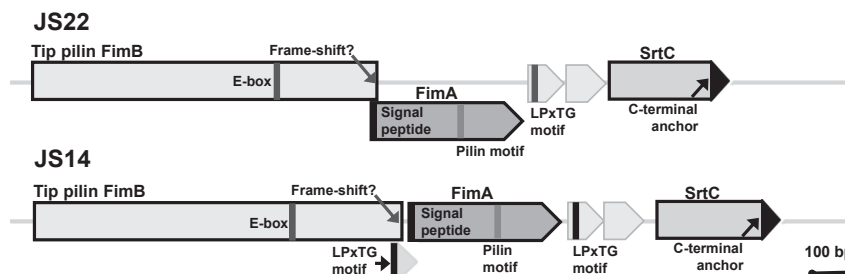 JS22
Tip pilin FimB
Frame-shift?
SrtC
E-box
FimA
Signal
peptide
LPxTG
motif
C-terminal
anchor
Pilin motif
JS14
Tip pilin FimB
Frame-shift?
FimA
SrtC
E-box
Signal
peptide
LPxTG
motif
Pilin
motif
LPxTG
motif
C-terminal
anchor